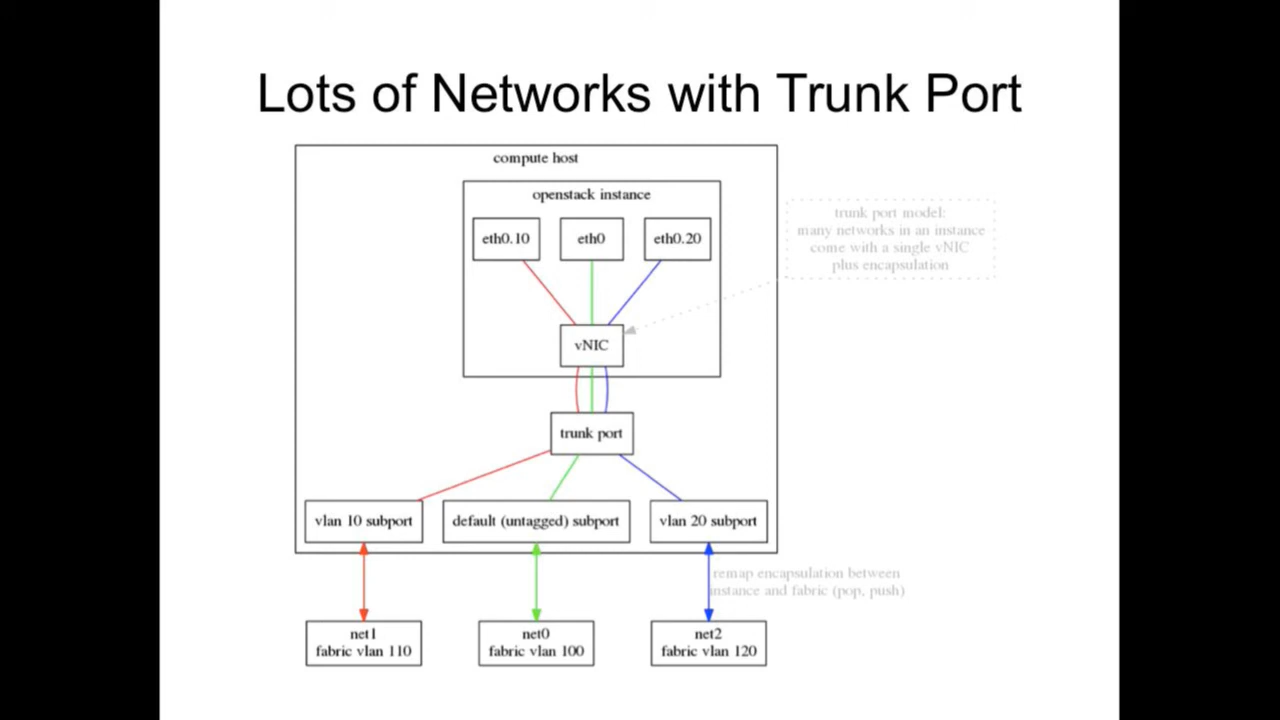 Lots of Networks with Trunk Port
compute host
openstack instance
eth0.10
eth0
eth0.20
trunk port model:
many networks in an instance
come with a single vNIC
plus encapsulation
vNIC
trunk port
vlan 10 subport
default (untagged) subport
vlan 20 subport
remap encapsulation between
instance and fabric (pop, push)
net1
fabric vlan 110
net0
fabric vlan 100
net2
fabric vlan 120